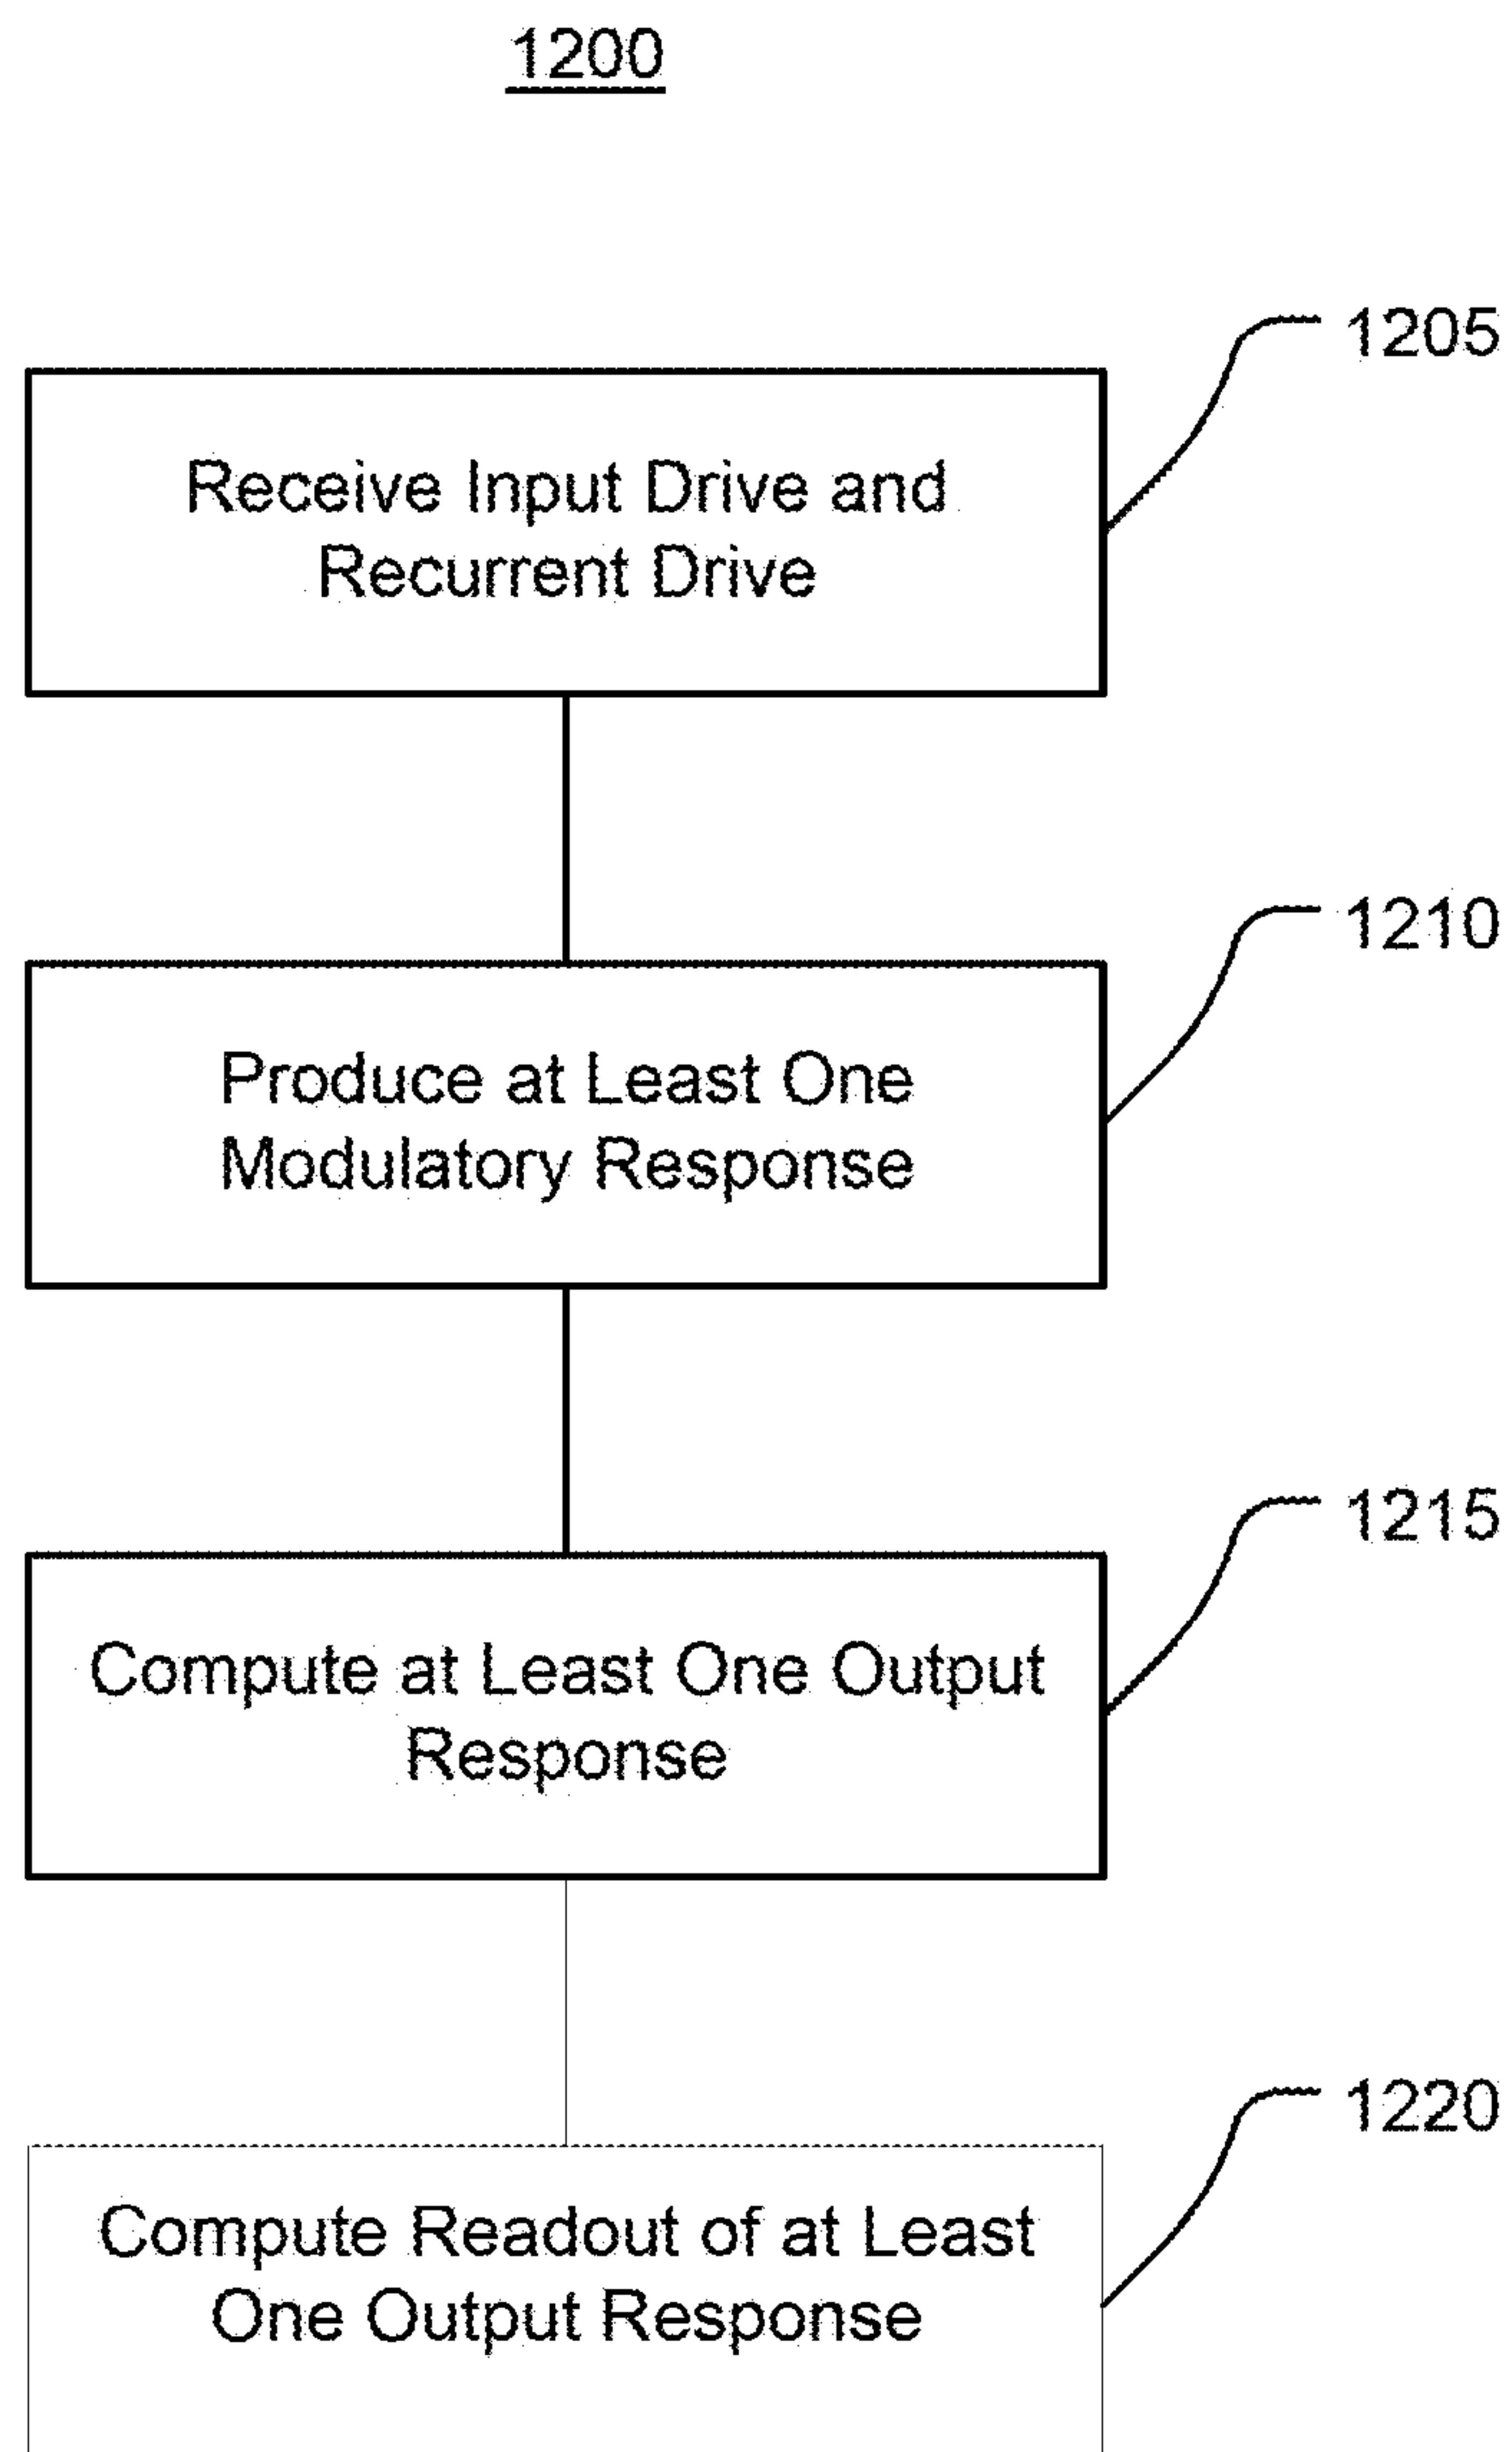 1200
1205
Receive Input Drive and
Recurrent Drive
1210
Produce at Least One
Modulatory Response
1215
Compute at Least One Output
Response
1220
Compute Readout of at Least
One Output Response